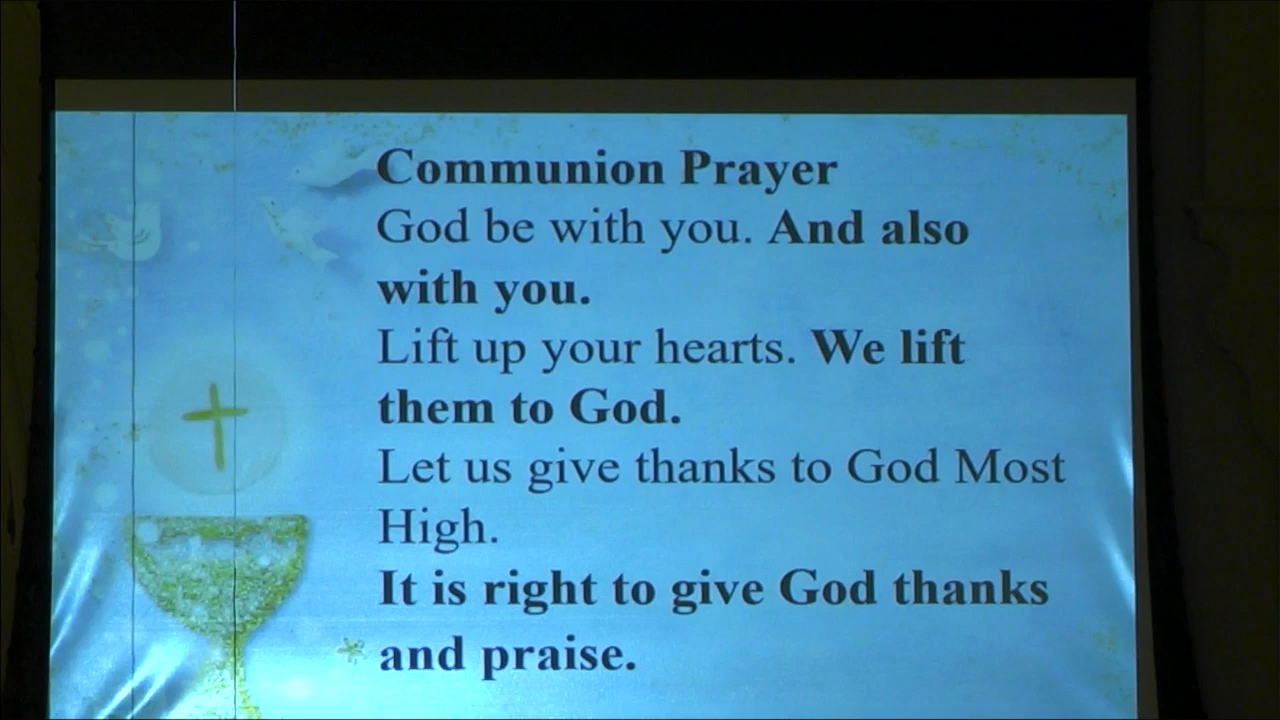 Communion Prayer
God be with you. And also
with you.
Lift up your hearts. We lift
them to God.
Let us give thanks to God Most
High.
It is right to give God thanks
and praise.